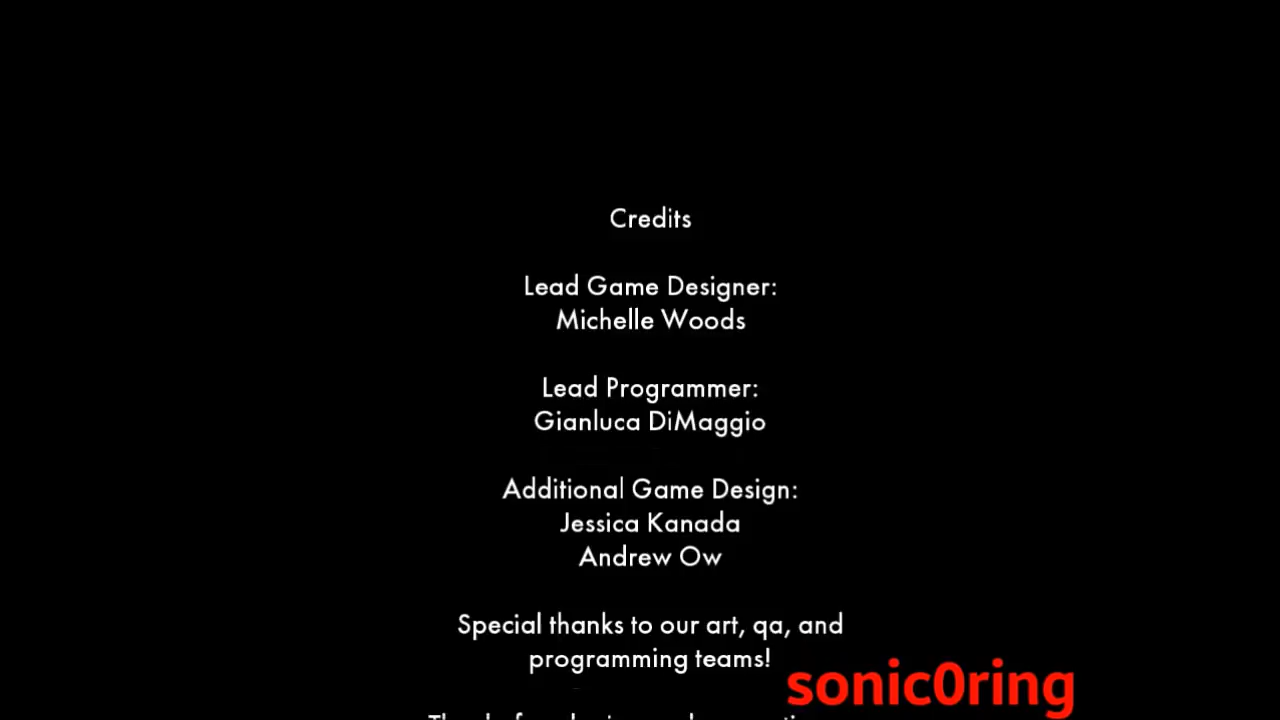 Credits
Lead Game Designer:
Michelle Woods
Lead Programmer:
Gianluca DiMaggio
Additional Game Design:
Jessica Kanada
Andrew Ow
Special thanks to our art, qa, and
programming teams!
sonic0ring